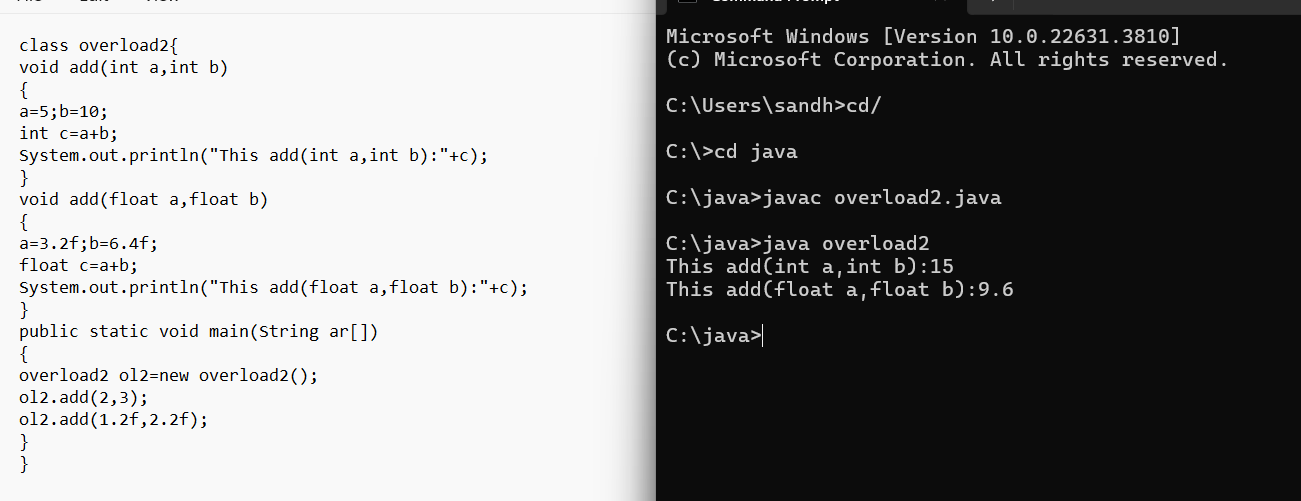 class overload2{
void add(int a,int b)
{
a=5;b=10;
int c=a+b;
System.out.println("This add(int a,int b):"+c);
}
void add(float a,float b)
{
a=3.2f;b=6.4f;
float c=a+b;
System.out.println("This add(float a,float b):"+c);
}
public static void main(String ar[])
{
overload2 ol2=new overload2();
ol2.add(2,3);
ol2.add(1.2f,2.2f);
}
}
Microsoft Windows [Version 10.0.22631.3810]
(c) Microsoft Corporation. All rights reserved.
C:\Users\sandh>cd/
C:\>cd java
C:\java>javac overload2.java
C:\java>java overload2
This add(int a,int b):15
This add(float a,float b):9.6
C:\java>